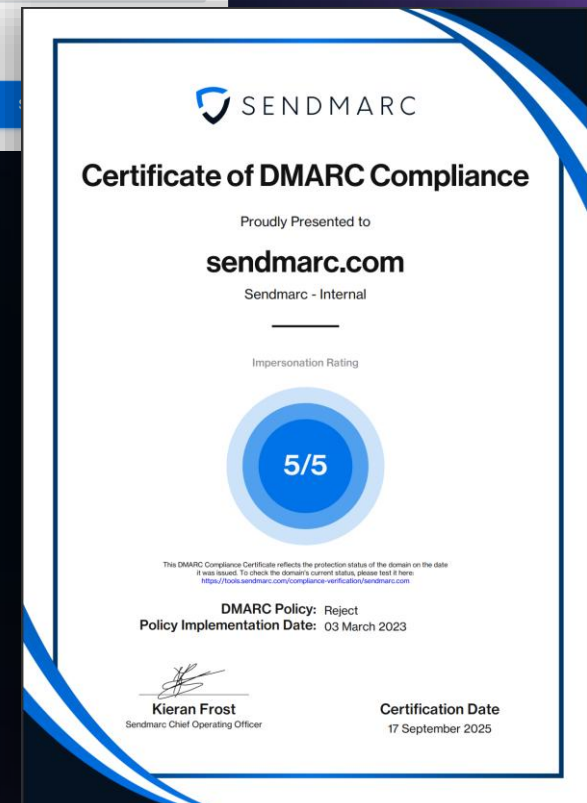 SENDMARC
Certificate of DMARC Compliance
Proudly Presented to
sendmarc.com
Sendmarc - Internal
Impersonation Rating
5/5
This DMARC Compliance Certificate reflects the protection status of the domain on the date
it was issued. To check the domain's current status, please test it here:
https://tools.sendmarc.com/compliance-verification/sendmarc.com
DMARC Policy: Reject
Policy Implementation Date: 03 March 2023
Kieran Frost
Sendmarc Chief Operating Officer
Certification Date
17 September 2025